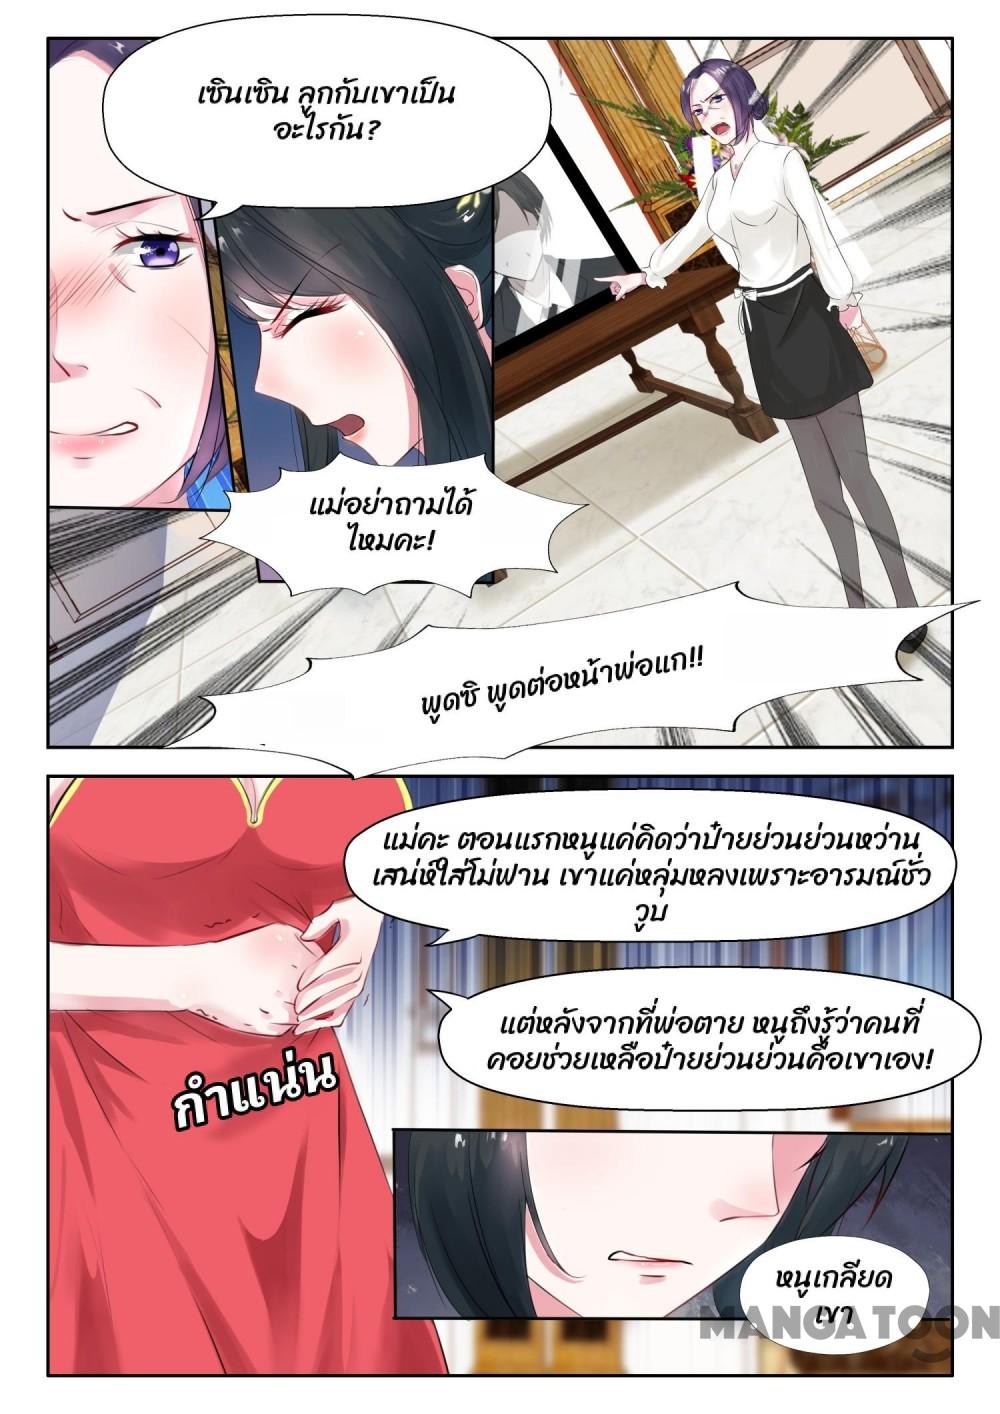 เซินเซิน ลูกกับเขาเป็น
อะไรกัน?
แม่อย่าถามได้
ไหมคะ!
พูดซิ พูดต่อหน้าพ่อแก!!
แม่คะ ตอนแรกหนูแค่คิดว่าป๋ายย่วนย่วนหว่าน
เสน่ห์ใส่โม่ฟาน เขาแค่หลุ่มหลงเพราะอารมณ์ชั่ว
วูบ
แต่หลังจากที่พ่อตาย หนูถึงรู้ว่าคนที่
คอยช่วยเหลือป๋ายย่วนย่วนคือเขาเอง!
กำแน่น
หนูเกลียด
เขา
MANGATOON